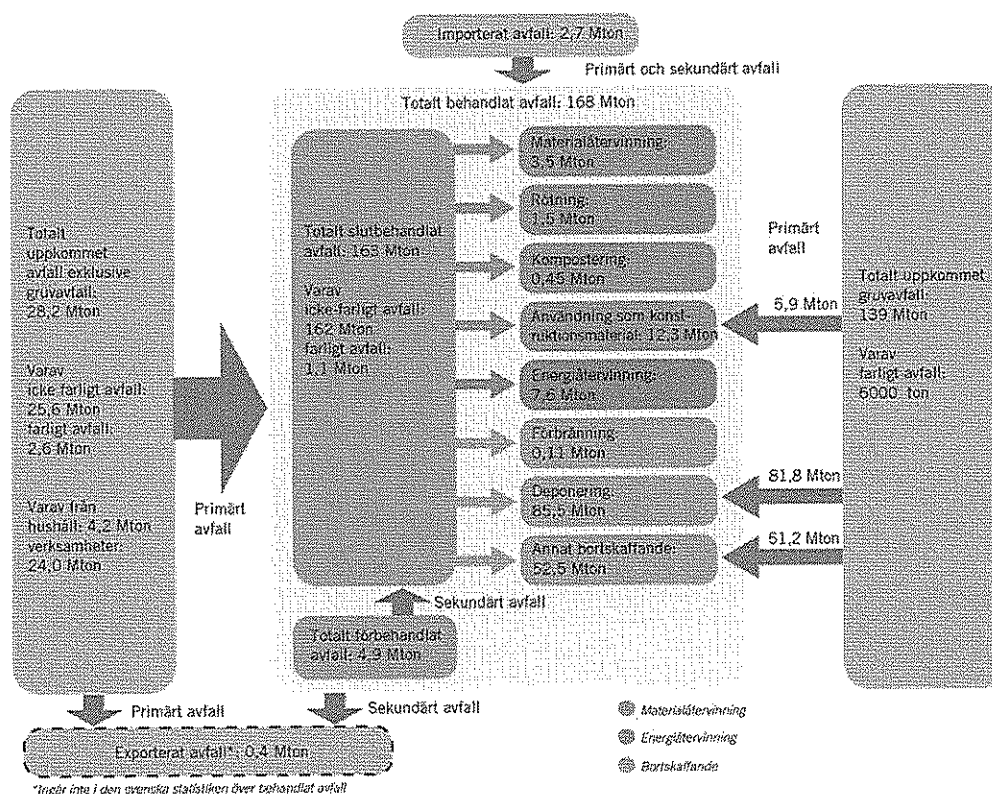 Importerat avfall: 2,7 Mton
Primärt och sekundärt avfall
Totalt behandlat avfall: 168 Mton
Totalt
uppkommet
avfall exklusive
gruvavfall:
28,2 Mton
Varav
icke-farligt avfall:
25,6 Mton
farligt avfall:
2,6 Mton
Varav från
hushåll: 4,2 Mton
verksamheter:
24,0 Mton
Primärt
avfall
Totalt slutbehandlat
avfall: 163 Mton
Varav
icke-farligt avfall:
162 Mton
farligt avfall:
1,1 Mton
Materialåtervinning:
3,5 Mton
Rötning:
1,5 Mton
Kompostering:
0,45 Mton
Användning som konst-
ruktionsmaterial: 12,3 Mton
Energiåtervinning:
7,6 Mton
Förbränning:
0,11 Mton
Deponering:
85,5 Mton
Annat bortskaffande:
52,5 Mton
Primärt
avfall
5,9 Mton
81,8 Mton
51,2 Mton
Totalt uppkommet
gruvavfall:
139 Mton
Varav
farligt avfall:
6000 ton
Sekundärt avfall
Totalt förbehandlat
avfall: 4,9 Mton
Primärt avfall
Sekundärt avfall
Exporterat avfall*: 0,4 Mton
Materialåtervinning
Energiåtervinning
Bortskaffande
*Ingår inte i den svenska statistiken över behandlat avfall